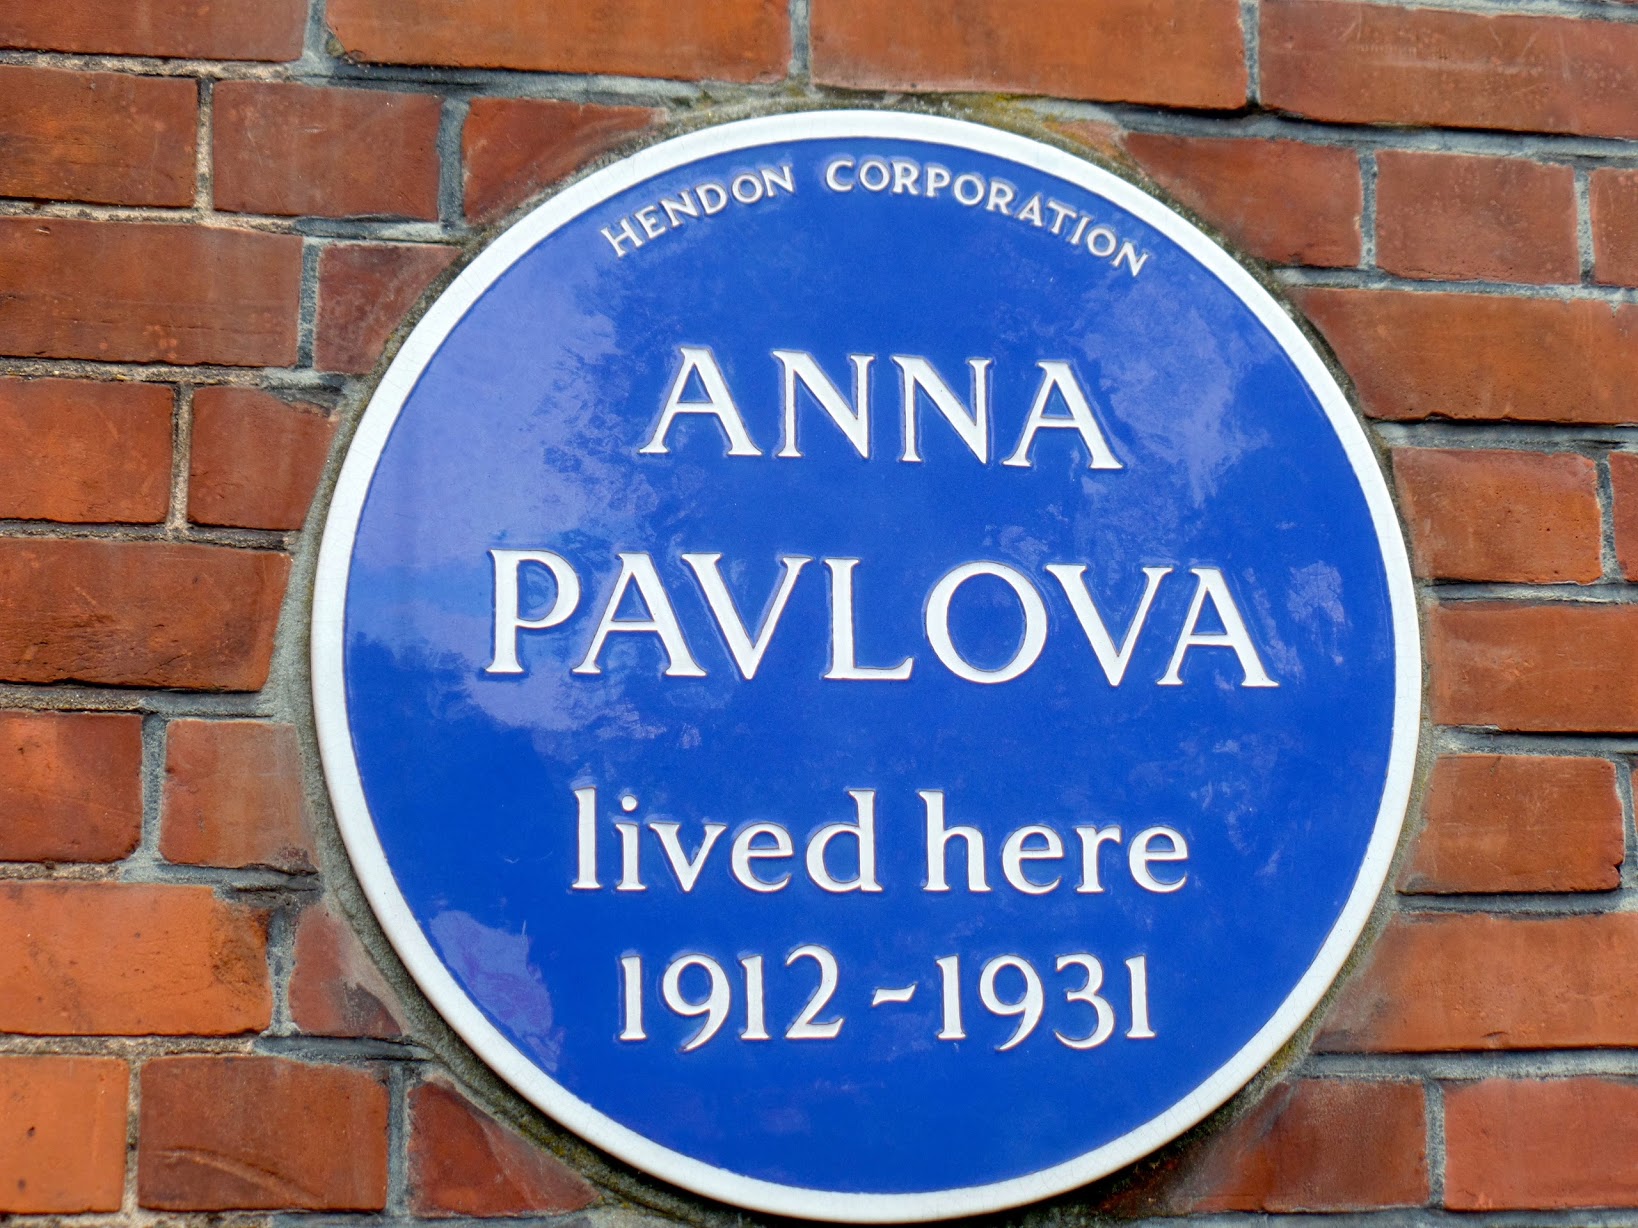 HENDON CORPORATION
ANNA
PAVLOVA
lived here
1912-1931